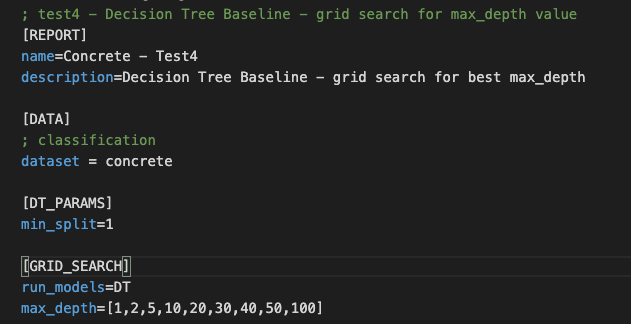 ; test4 - Decision Tree Baseline - grid search for max_depth value
[REPORT]
name=Concrete - Test4
description=Decision Tree Baseline - grid search for best max_depth
[DATA]
; classification
dataset = concrete
[DT_PARAMS]
min_split=1
[GRID_SEARCH]
run_models=DT
max_depth=[1,2,5,10,20,30,40,50,100]